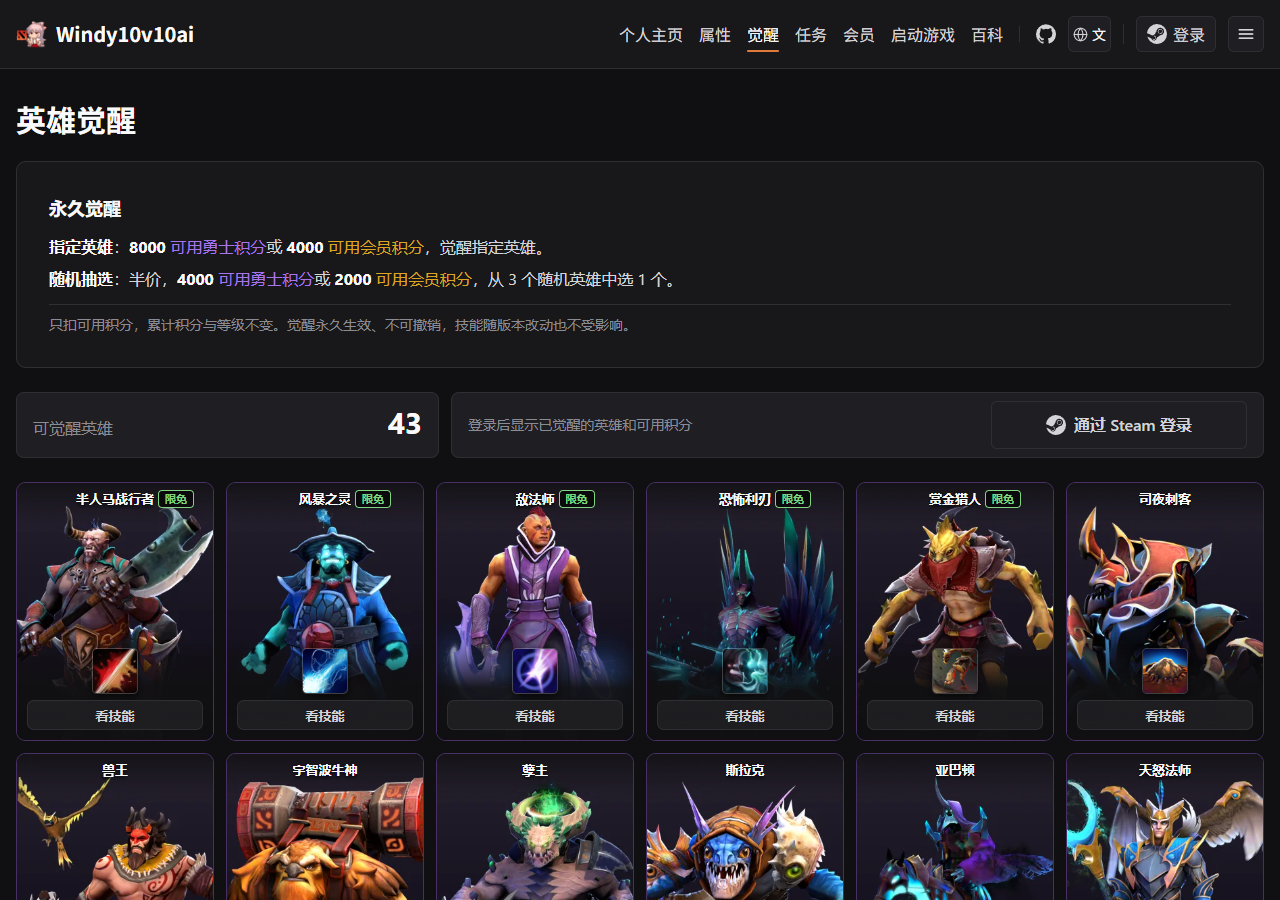 Windy10v10ai
个人主页 属性 觉醒 任务 会员 启动游戏 百科 文 登录
英雄觉醒
永久觉醒
指定英雄：8000 可用勇士积分或 4000 可用会员积分，觉醒指定英雄。
随机抽选：半价，4000 可用勇士积分或 2000 可用会员积分，从 3 个随机英雄中选 1 个。
只扣可用积分，累计积分与等级不变。觉醒永久生效、不可撤销，技能随版本改动也不受影响。
可觉醒英雄 43
登录后显示已觉醒的英雄和可用积分 通过 Steam 登录
半人马战行者 限免 风暴之灵 限免 敌法师 限免 恐怖利刃 限免 赏金猎人 限免 司夜刺客
看技能 看技能 看技能 看技能 看技能 看技能
兽王 宇智波牛神 孽主 斯拉克 亚巴顿 天怒法师